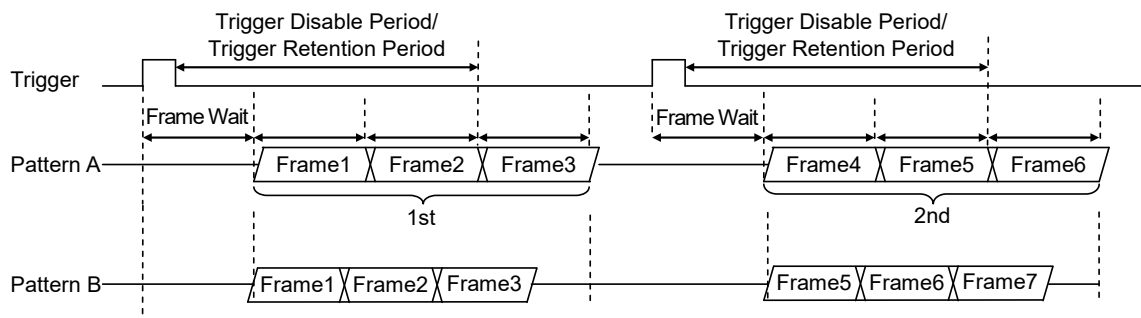 Trigger Disable Period/
Trigger Retention Period
Trigger Disable Period/
Trigger Retention Period
Trigger
Frame Wait
Frame Wait
Pattern A
Frame1 Frame2 Frame3
Frame4 Frame5 Frame6
1st
2nd
Pattern B
Frame1 Frame2 Frame3
Frame5 Frame6 Frame7